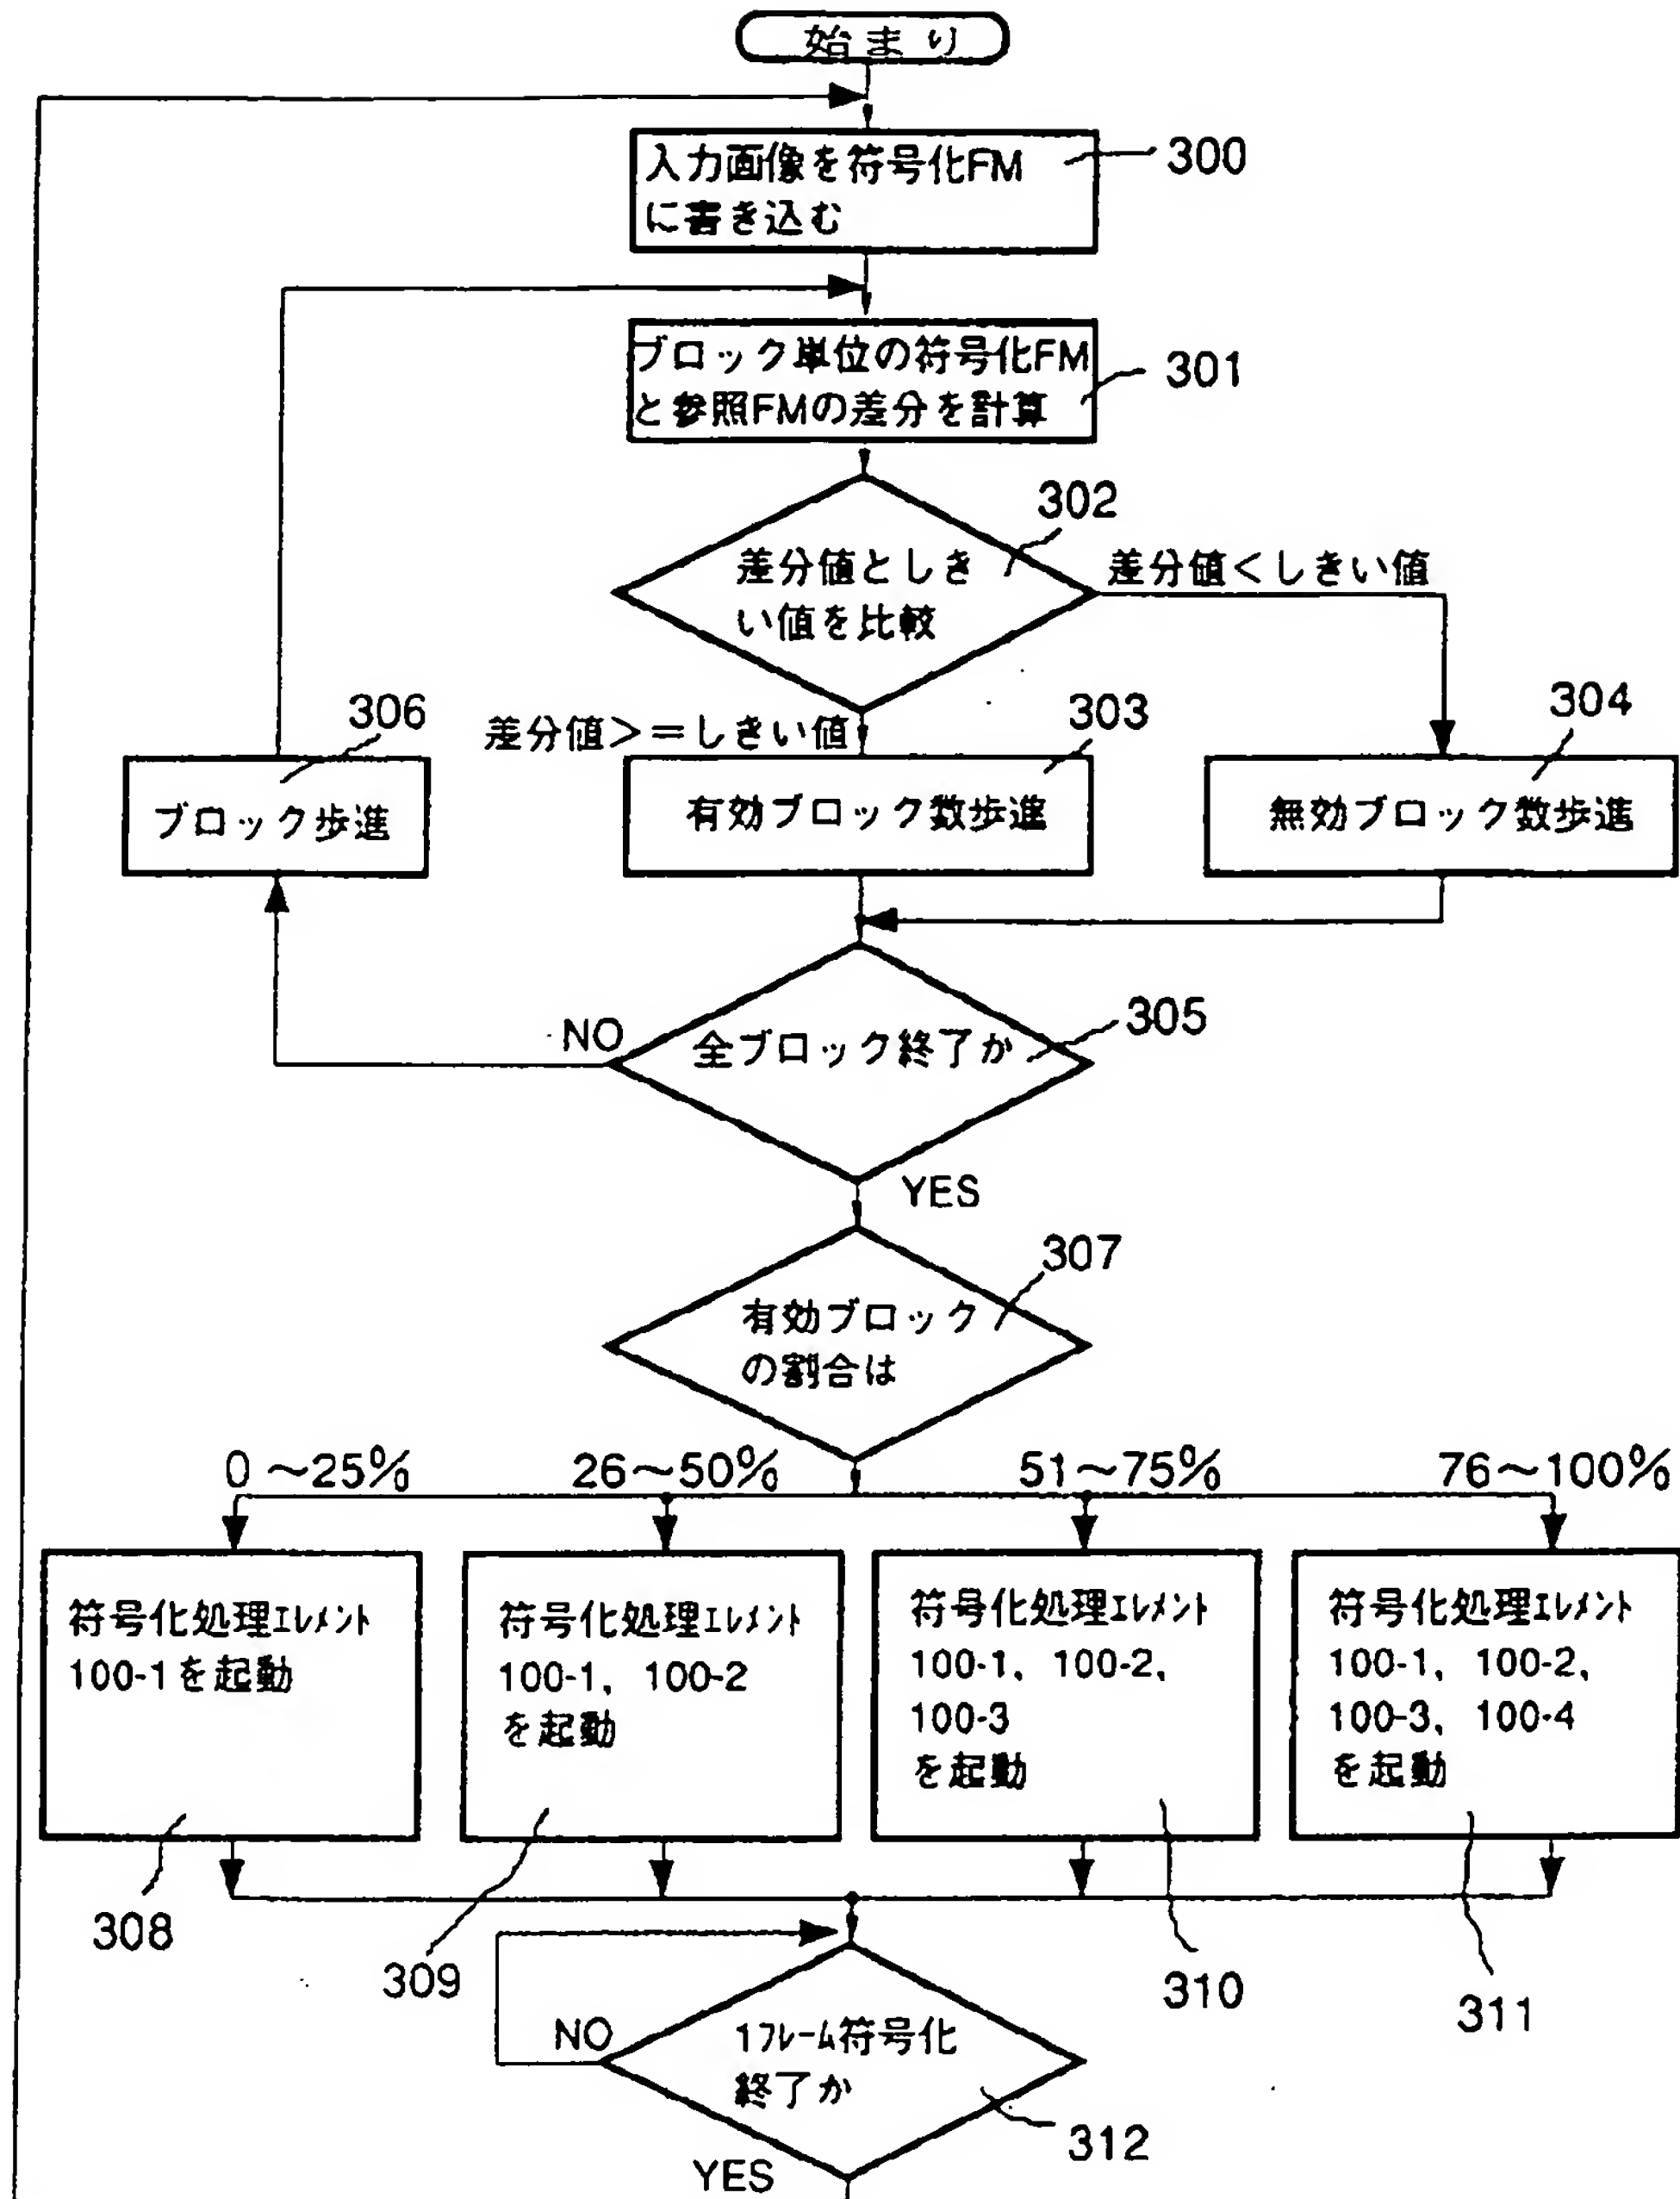 始まり
入力画像を符号化FM
に書き込む
300
ブロック単位の符号化FM
と参照FMの差分を計算
301
302
差分値としき
い値を比較
差分値<しきい値
差分値>=しきい値
303
304
306
ブロック歩進
有効ブロック数歩進
無効ブロック数歩進
NO
全ブロック終了か
305
YES
307
有効ブロック
の割合は
0～25%
26～50%
51～75%
76～100%
符号化処理ｴﾚﾒﾝﾄ
100-1を起動
符号化処理ｴﾚﾒﾝﾄ
100-1, 100-2
を起動
符号化処理ｴﾚﾒﾝﾄ
100-1, 100-2,
100-3
を起動
符号化処理ｴﾚﾒﾝﾄ
100-1, 100-2,
100-3, 100-4
を起動
308
309
310
311
NO
1ﾌﾚｰﾑ符号化
終了か
312
YES